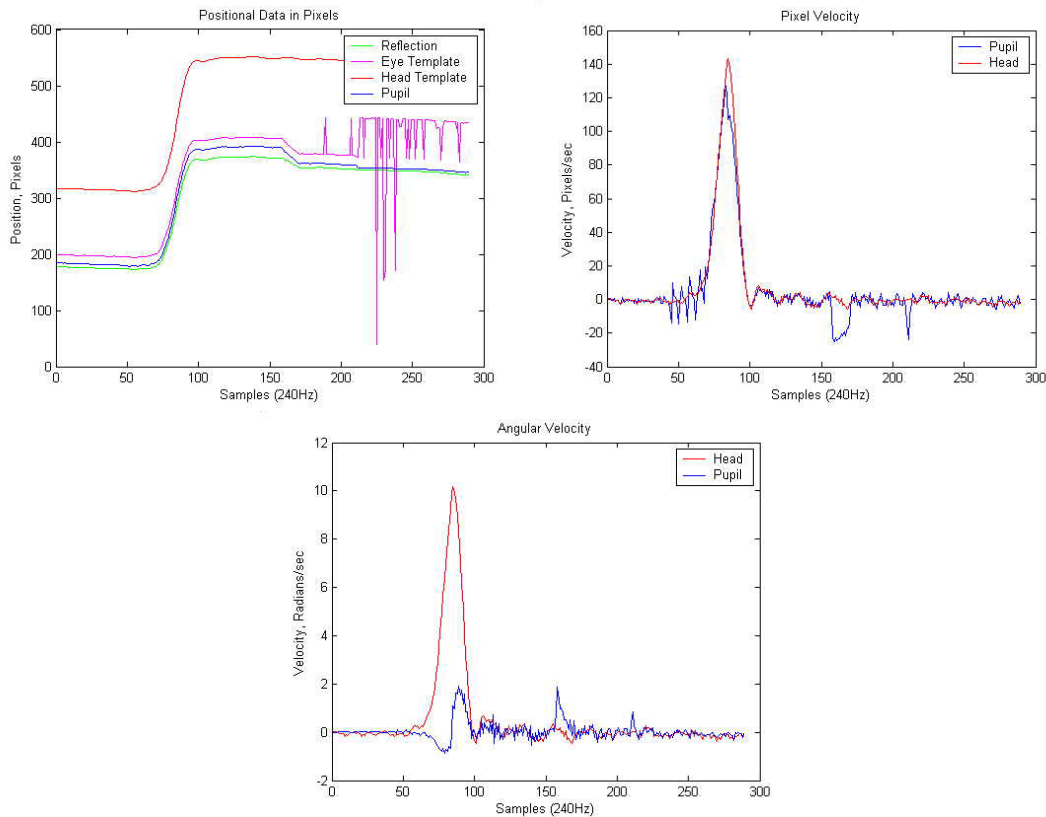 Positional Data in Pixels
600
500
400
300
200
100
0
Position, Pixels
Reflection
Eye Template
Head Template
Pupil
0 50 100 150 200 250 300
Samples (240Hz)
Pixel Velocity
160
140
120
100
80
60
40
20
0
-20
-40
Velocity, Pixels/sec
Pupil
Head
0 50 100 150 200 250 300
Samples (240Hz)
Angular Velocity
12
10
8
6
4
2
0
-2
Velocity, Radians/sec
Head
Pupil
0 50 100 150 200 250 300
Samples (240Hz)